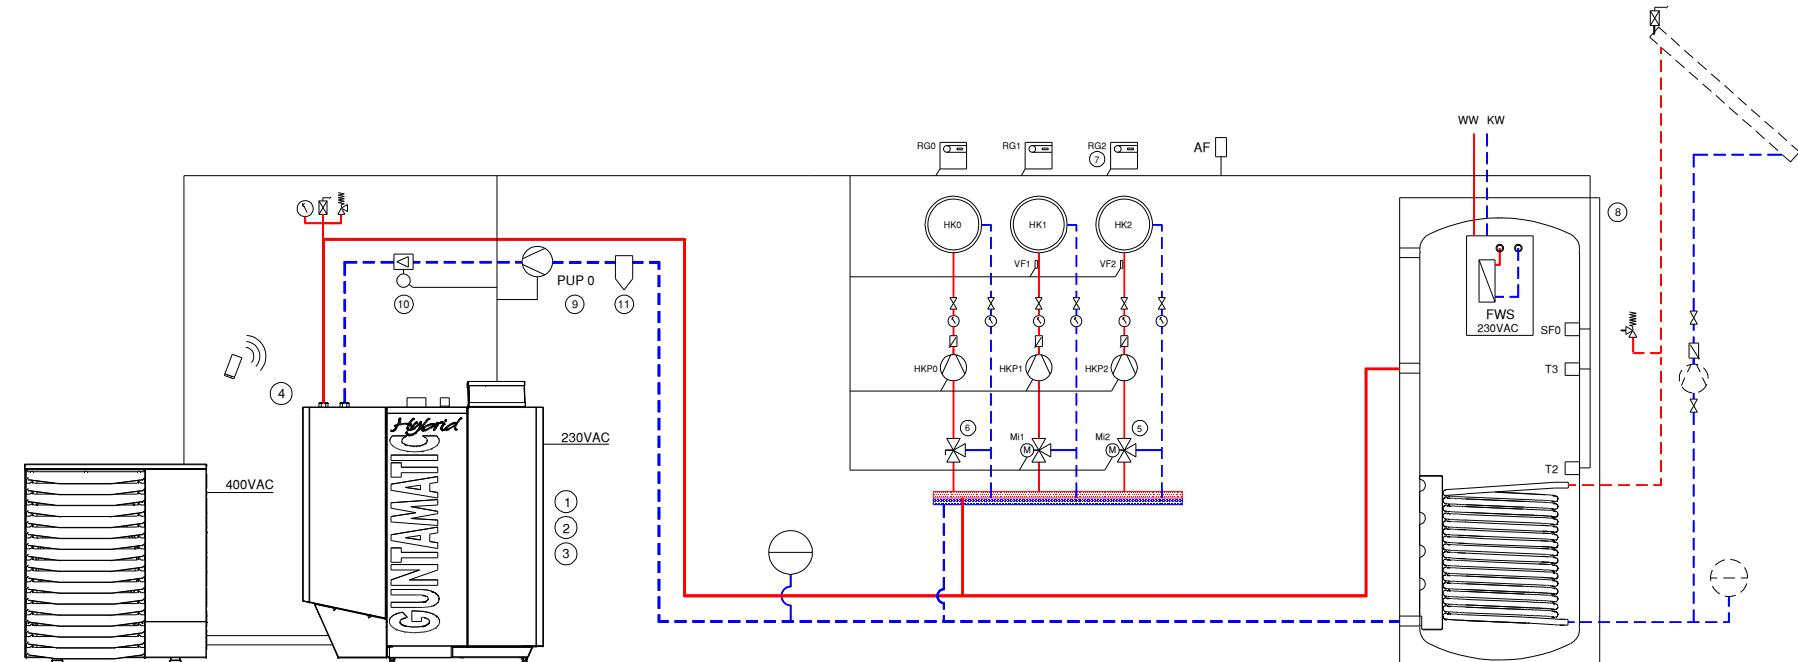 WW KW
RG0
RG1
RG2
7
AF
8
HK0
HK1
HK2
VF1
VF2
PUP 0
9
10
11
FWS
230VAC
SF0
T3
T2
HKP0
HKP1
HKP2
4
6
5
Mi1
M
Mi2
M
Hybrid
GUNTAMATIC
230VAC
400VAC
1
2
3